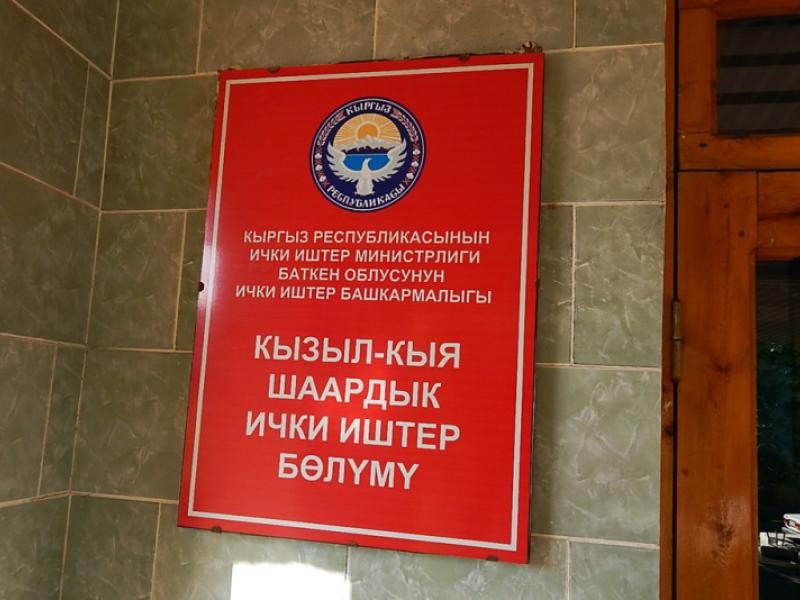 КЫРГЫЗ
РЕСПУБЛИКАСЫ
КЫРГЫЗ РЕСПУБЛИКАСЫНЫН
ИЧКИ ИШТЕР МИНИСТРЛИГИ
БАТКЕН ОБЛУСУНУН
ИЧКИ ИШТЕР БАШКАРМАЛЫГЫ
КЫЗЫЛ-КЫЯ
ШААРДЫК
ИЧКИ ИШТЕР
БӨЛҮМҮ